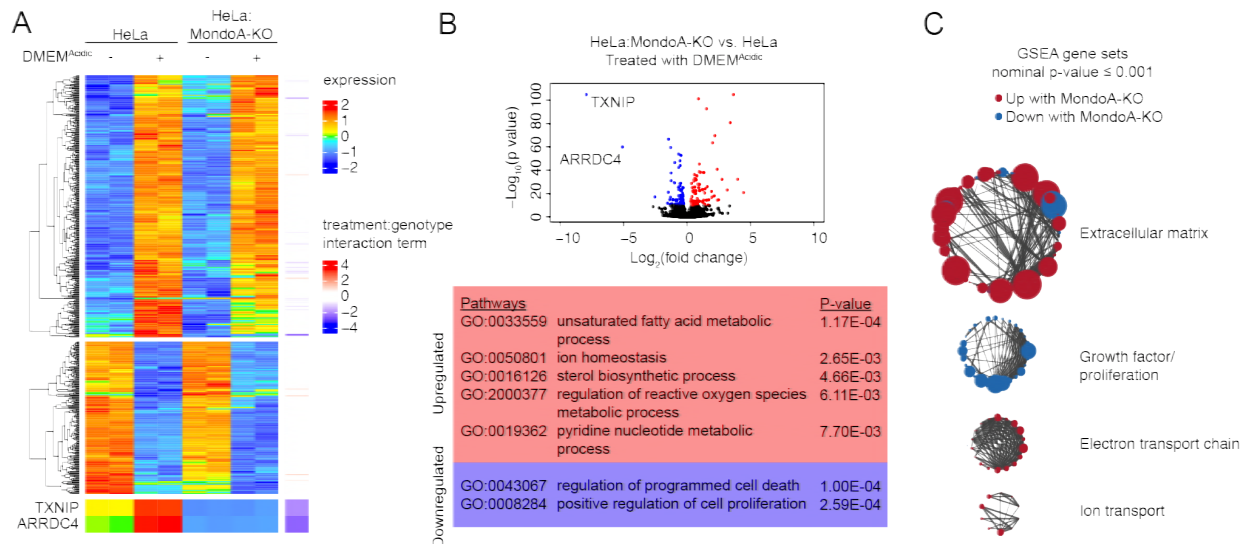 A
HeLa
HeLa:
MondoA-KO
DMEM^Acidic
- + - +
expression
2
1
0
−1
−2
treatment:genotype
interaction term
4
2
0
−2
−4
TXNIP
ARRDC4
B
HeLa:MondoA-KO vs. HeLa
Treated with DMEM^Acidic
−Log₁₀(p value)
100
80
60
40
20
0
TXNIP
ARRDC4
−10 −5 0 5 10
Log₂(fold change)
Upregulated
Pathways P-value
GO:0033559 unsaturated fatty acid metabolic 1.17E-04
process
GO:0050801 ion homeostasis 2.65E-03
GO:0016126 sterol biosynthetic process 4.66E-03
GO:2000377 regulation of reactive oxygen species 6.11E-03
metabolic process
GO:0019362 pyridine nucleotide metabolic 7.70E-03
process
Downregulated
GO:0043067 regulation of programmed cell death 1.00E-04
GO:0008284 positive regulation of cell proliferation 2.59E-04
C
GSEA gene sets
nominal p-value ≤ 0.001
Up with MondoA-KO
Down with MondoA-KO
Extracellular matrix
Growth factor/
proliferation
Electron transport chain
Ion transport